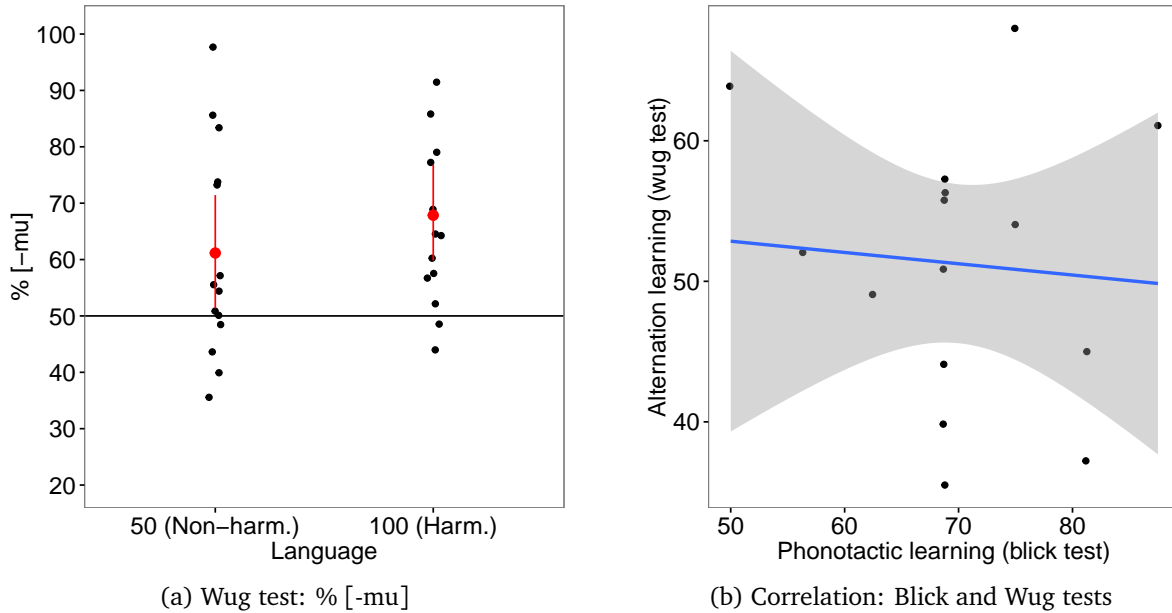 % [-mu]
100
90
80
70
60
50
40
30
20
50 (Non−harm.)
100 (Harm.)
Language
(a) Wug test: % [-mu]
Alternation learning (wug test)
60
50
40
50
60
70
80
Phonotactic learning (blick test)
(b) Correlation: Blick and Wug tests